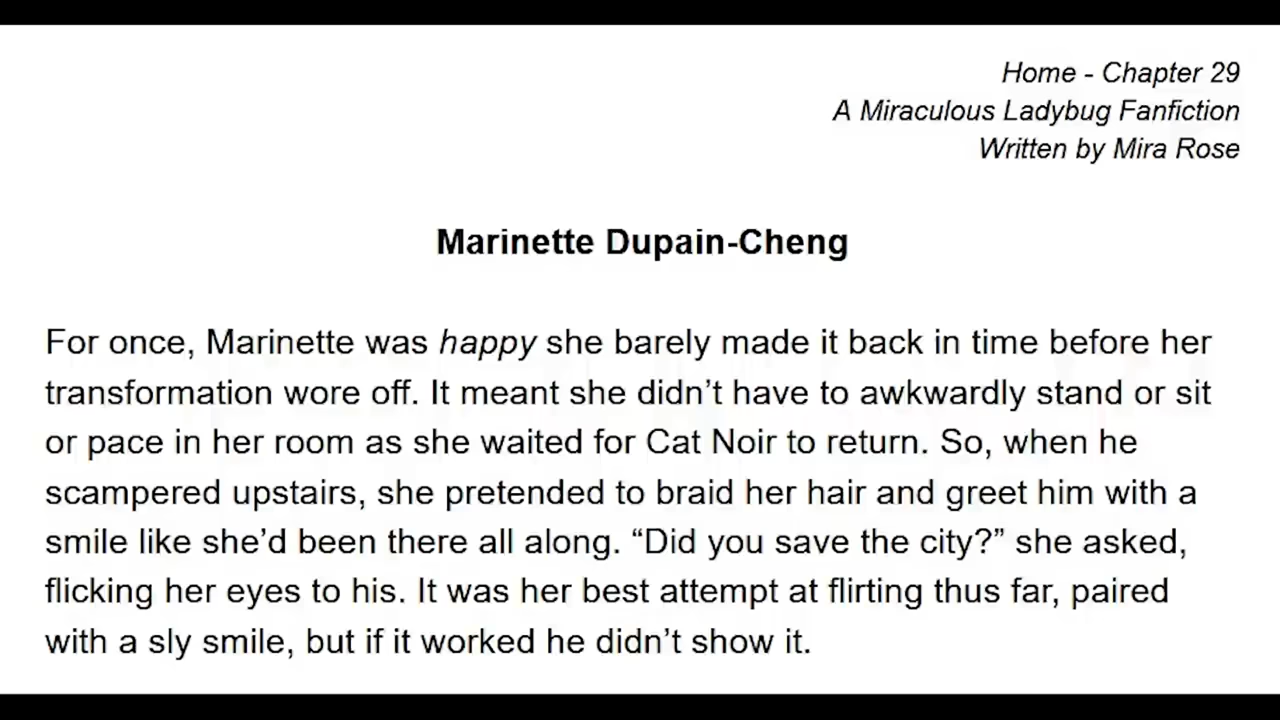 Home - Chapter 29
A Miraculous Ladybug Fanfiction
Written by Mira Rose
Marinette Dupain-Cheng
For once, Marinette was happy she barely made it back in time before her
transformation wore off. It meant she didn’t have to awkwardly stand or sit
or pace in her room as she waited for Cat Noir to return. So, when he
scampered upstairs, she pretended to braid her hair and greet him with a
smile like she’d been there all along. “Did you save the city?” she asked,
flicking her eyes to his. It was her best attempt at flirting thus far, paired
with a sly smile, but if it worked he didn’t show it.